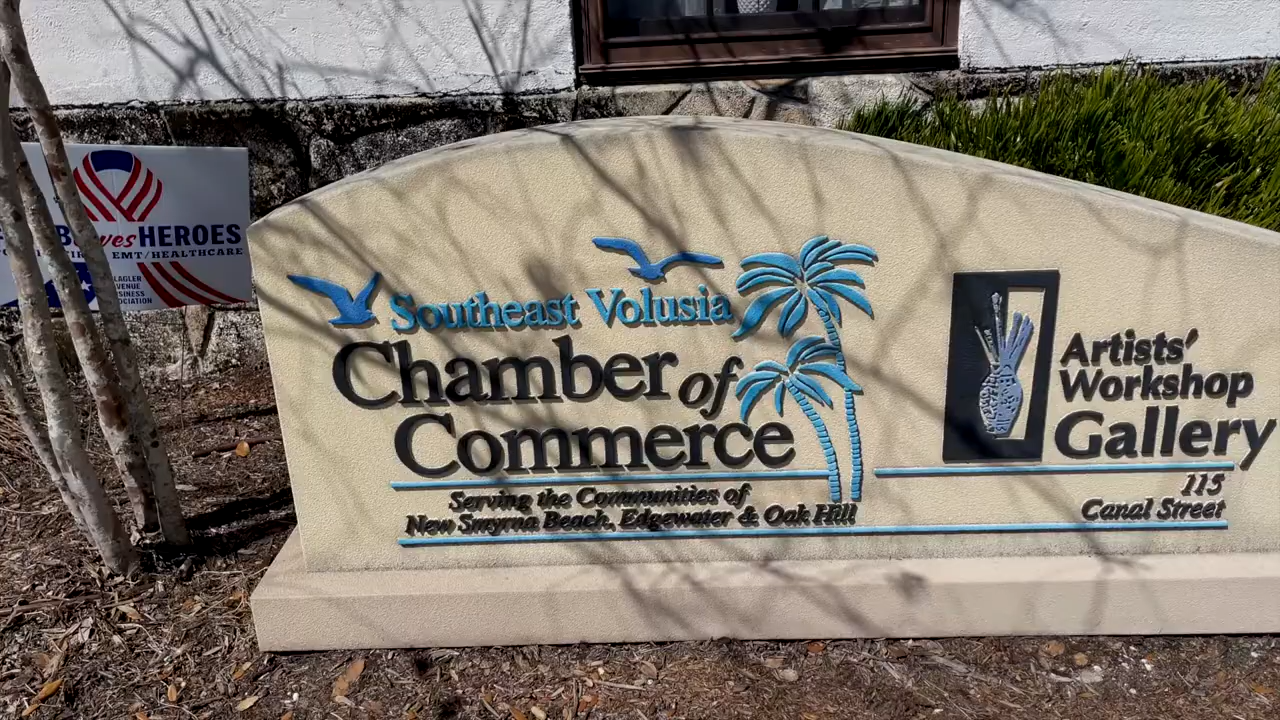 HEROES
EMT/HEALTHCARE
Southeast Volusia
Chamber of
Commerce
Serving the Communities of
New Smyrna Beach, Edgewater & Oak Hill
Artists'
Workshop
Gallery
115
Canal Street